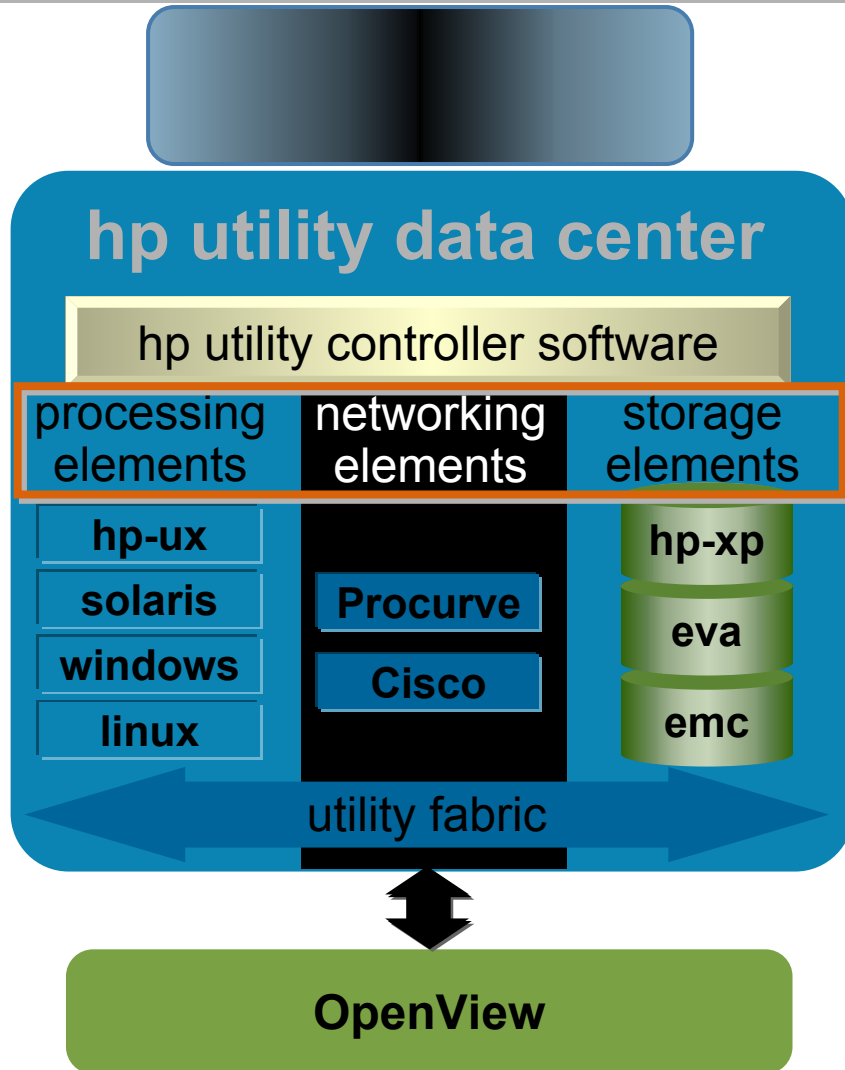 hp utility data center
hp utility controller software
processing
elements
networking
elements
storage
elements
hp-ux
solaris
windows
linux
Procurve
Cisco
hp-xp
eva
emc
utility fabric
OpenView